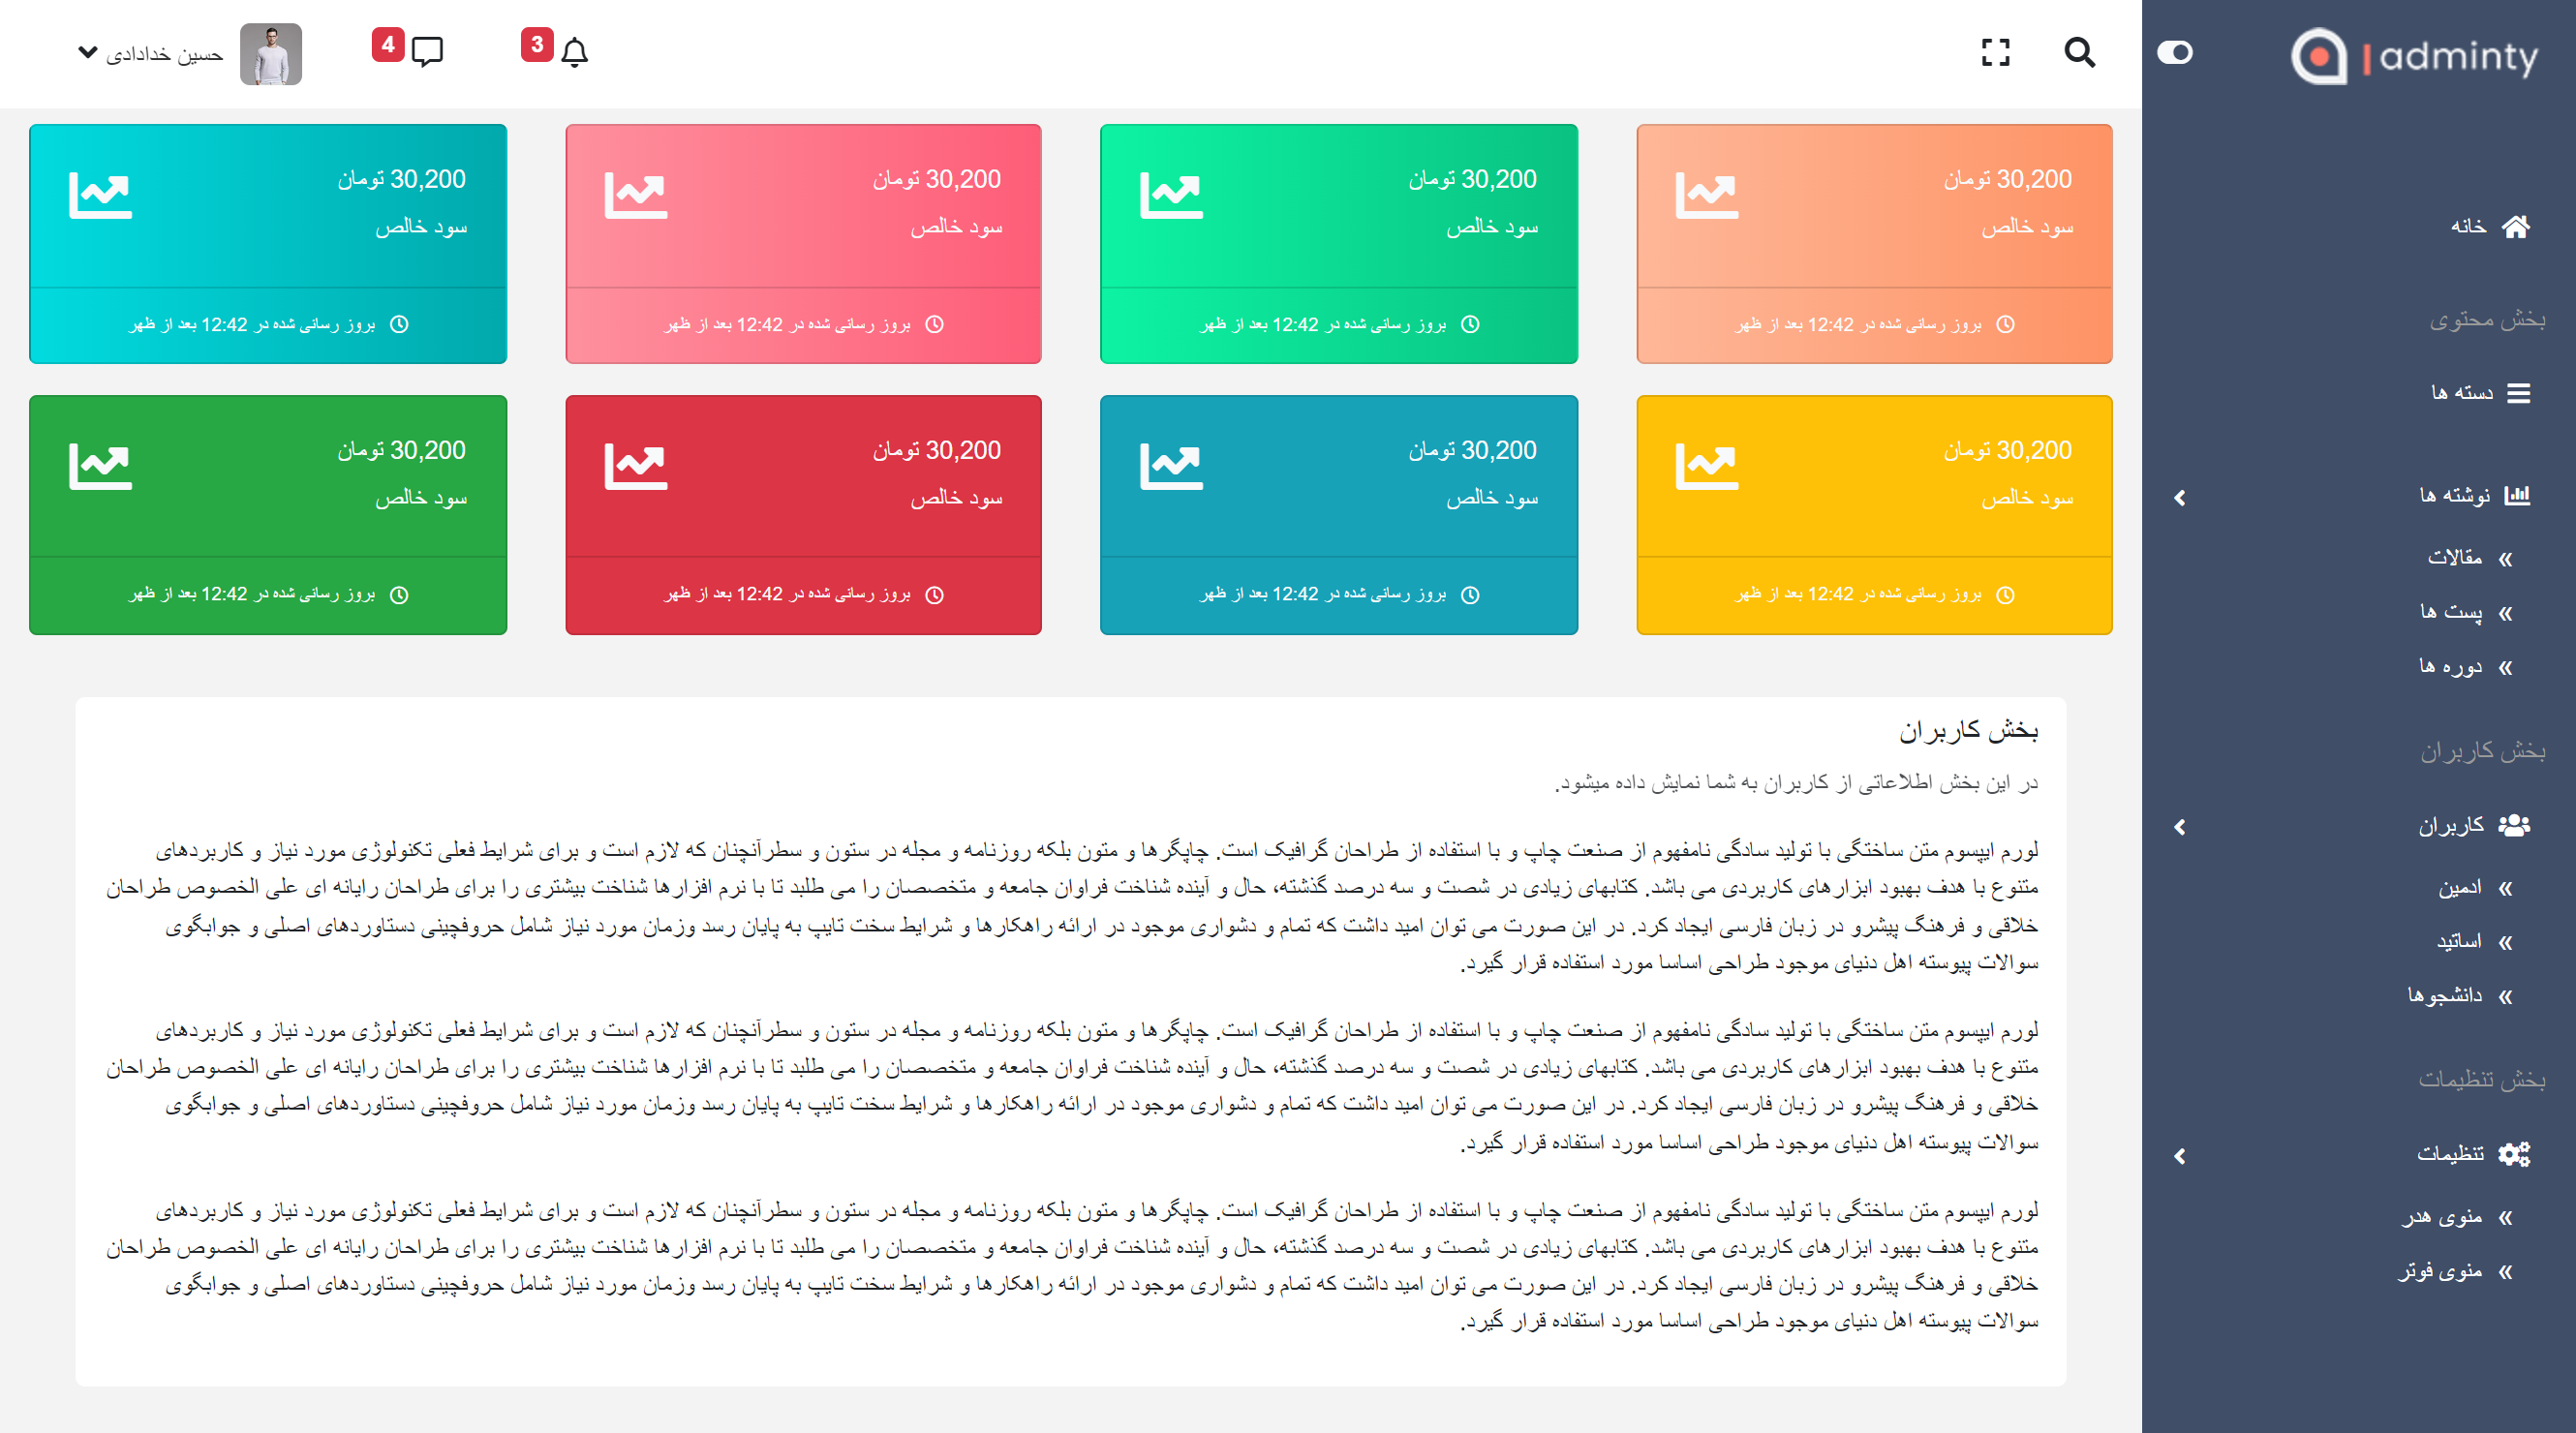 adminty
خانه
بخش محتوی
دسته ها
نوشته ها
مقالات
پست ها
دوره ها
بخش کاربران
کاربران
ادمین
اساتید
دانشجوها
بخش تنظیمات
تنظیمات
منوی هدر
منوی فوتر
3
4
حسین خدادادی
30,200 تومان
سود خالص
بروز رسانی شده در 12:42 بعد از ظهر
30,200 تومان
سود خالص
بروز رسانی شده در 12:42 بعد از ظهر
30,200 تومان
سود خالص
بروز رسانی شده در 12:42 بعد از ظهر
30,200 تومان
سود خالص
بروز رسانی شده در 12:42 بعد از ظهر
30,200 تومان
سود خالص
بروز رسانی شده در 12:42 بعد از ظهر
30,200 تومان
سود خالص
بروز رسانی شده در 12:42 بعد از ظهر
30,200 تومان
سود خالص
بروز رسانی شده در 12:42 بعد از ظهر
30,200 تومان
سود خالص
بروز رسانی شده در 12:42 بعد از ظهر
بخش کاربران
در این بخش اطلاعاتی از کاربران به شما نمایش داده میشود.
لورم ایپسوم متن ساختگی با تولید سادگی نامفهوم از صنعت چاپ و با استفاده از طراحان گرافیک است. چاپگرها و متون بلکه روزنامه و مجله در ستون و سطرآنچنان که لازم است و برای شرایط فعلی تکنولوژی مورد نیاز و کاربردهای
متنوع با هدف بهبود ابزارهای کاربردی می باشد. کتابهای زیادی در شصت و سه درصد گذشته، حال و آینده شناخت فراوان جامعه و متخصصان را می طلبد تا با نرم افزارها شناخت بیشتری را برای طراحان رایانه ای علی الخصوص طراحان
خلاقی و فرهنگ پیشرو در زبان فارسی ایجاد کرد. در این صورت می توان امید داشت که تمام و دشواری موجود در ارائه راهکارها و شرایط سخت تایپ به پایان رسد وزمان مورد نیاز شامل حروفچینی دستاوردهای اصلی و جوابگوی
سوالات پیوسته اهل دنیای موجود طراحی اساسا مورد استفاده قرار گیرد.
لورم ایپسوم متن ساختگی با تولید سادگی نامفهوم از صنعت چاپ و با استفاده از طراحان گرافیک است. چاپگرها و متون بلکه روزنامه و مجله در ستون و سطرآنچنان که لازم است و برای شرایط فعلی تکنولوژی مورد نیاز و کاربردهای
متنوع با هدف بهبود ابزارهای کاربردی می باشد. کتابهای زیادی در شصت و سه درصد گذشته، حال و آینده شناخت فراوان جامعه و متخصصان را می طلبد تا با نرم افزارها شناخت بیشتری را برای طراحان رایانه ای علی الخصوص طراحان
خلاقی و فرهنگ پیشرو در زبان فارسی ایجاد کرد. در این صورت می توان امید داشت که تمام و دشواری موجود در ارائه راهکارها و شرایط سخت تایپ به پایان رسد وزمان مورد نیاز شامل حروفچینی دستاوردهای اصلی و جوابگوی
سوالات پیوسته اهل دنیای موجود طراحی اساسا مورد استفاده قرار گیرد.
لورم ایپسوم متن ساختگی با تولید سادگی نامفهوم از صنعت چاپ و با استفاده از طراحان گرافیک است. چاپگرها و متون بلکه روزنامه و مجله در ستون و سطرآنچنان که لازم است و برای شرایط فعلی تکنولوژی مورد نیاز و کاربردهای
متنوع با هدف بهبود ابزارهای کاربردی می باشد. کتابهای زیادی در شصت و سه درصد گذشته، حال و آینده شناخت فراوان جامعه و متخصصان را می طلبد تا با نرم افزارها شناخت بیشتری را برای طراحان رایانه ای علی الخصوص طراحان
خلاقی و فرهنگ پیشرو در زبان فارسی ایجاد کرد. در این صورت می توان امید داشت که تمام و دشواری موجود در ارائه راهکارها و شرایط سخت تایپ به پایان رسد وزمان مورد نیاز شامل حروفچینی دستاوردهای اصلی و جوابگوی
سوالات پیوسته اهل دنیای موجود طراحی اساسا مورد استفاده قرار گیرد.